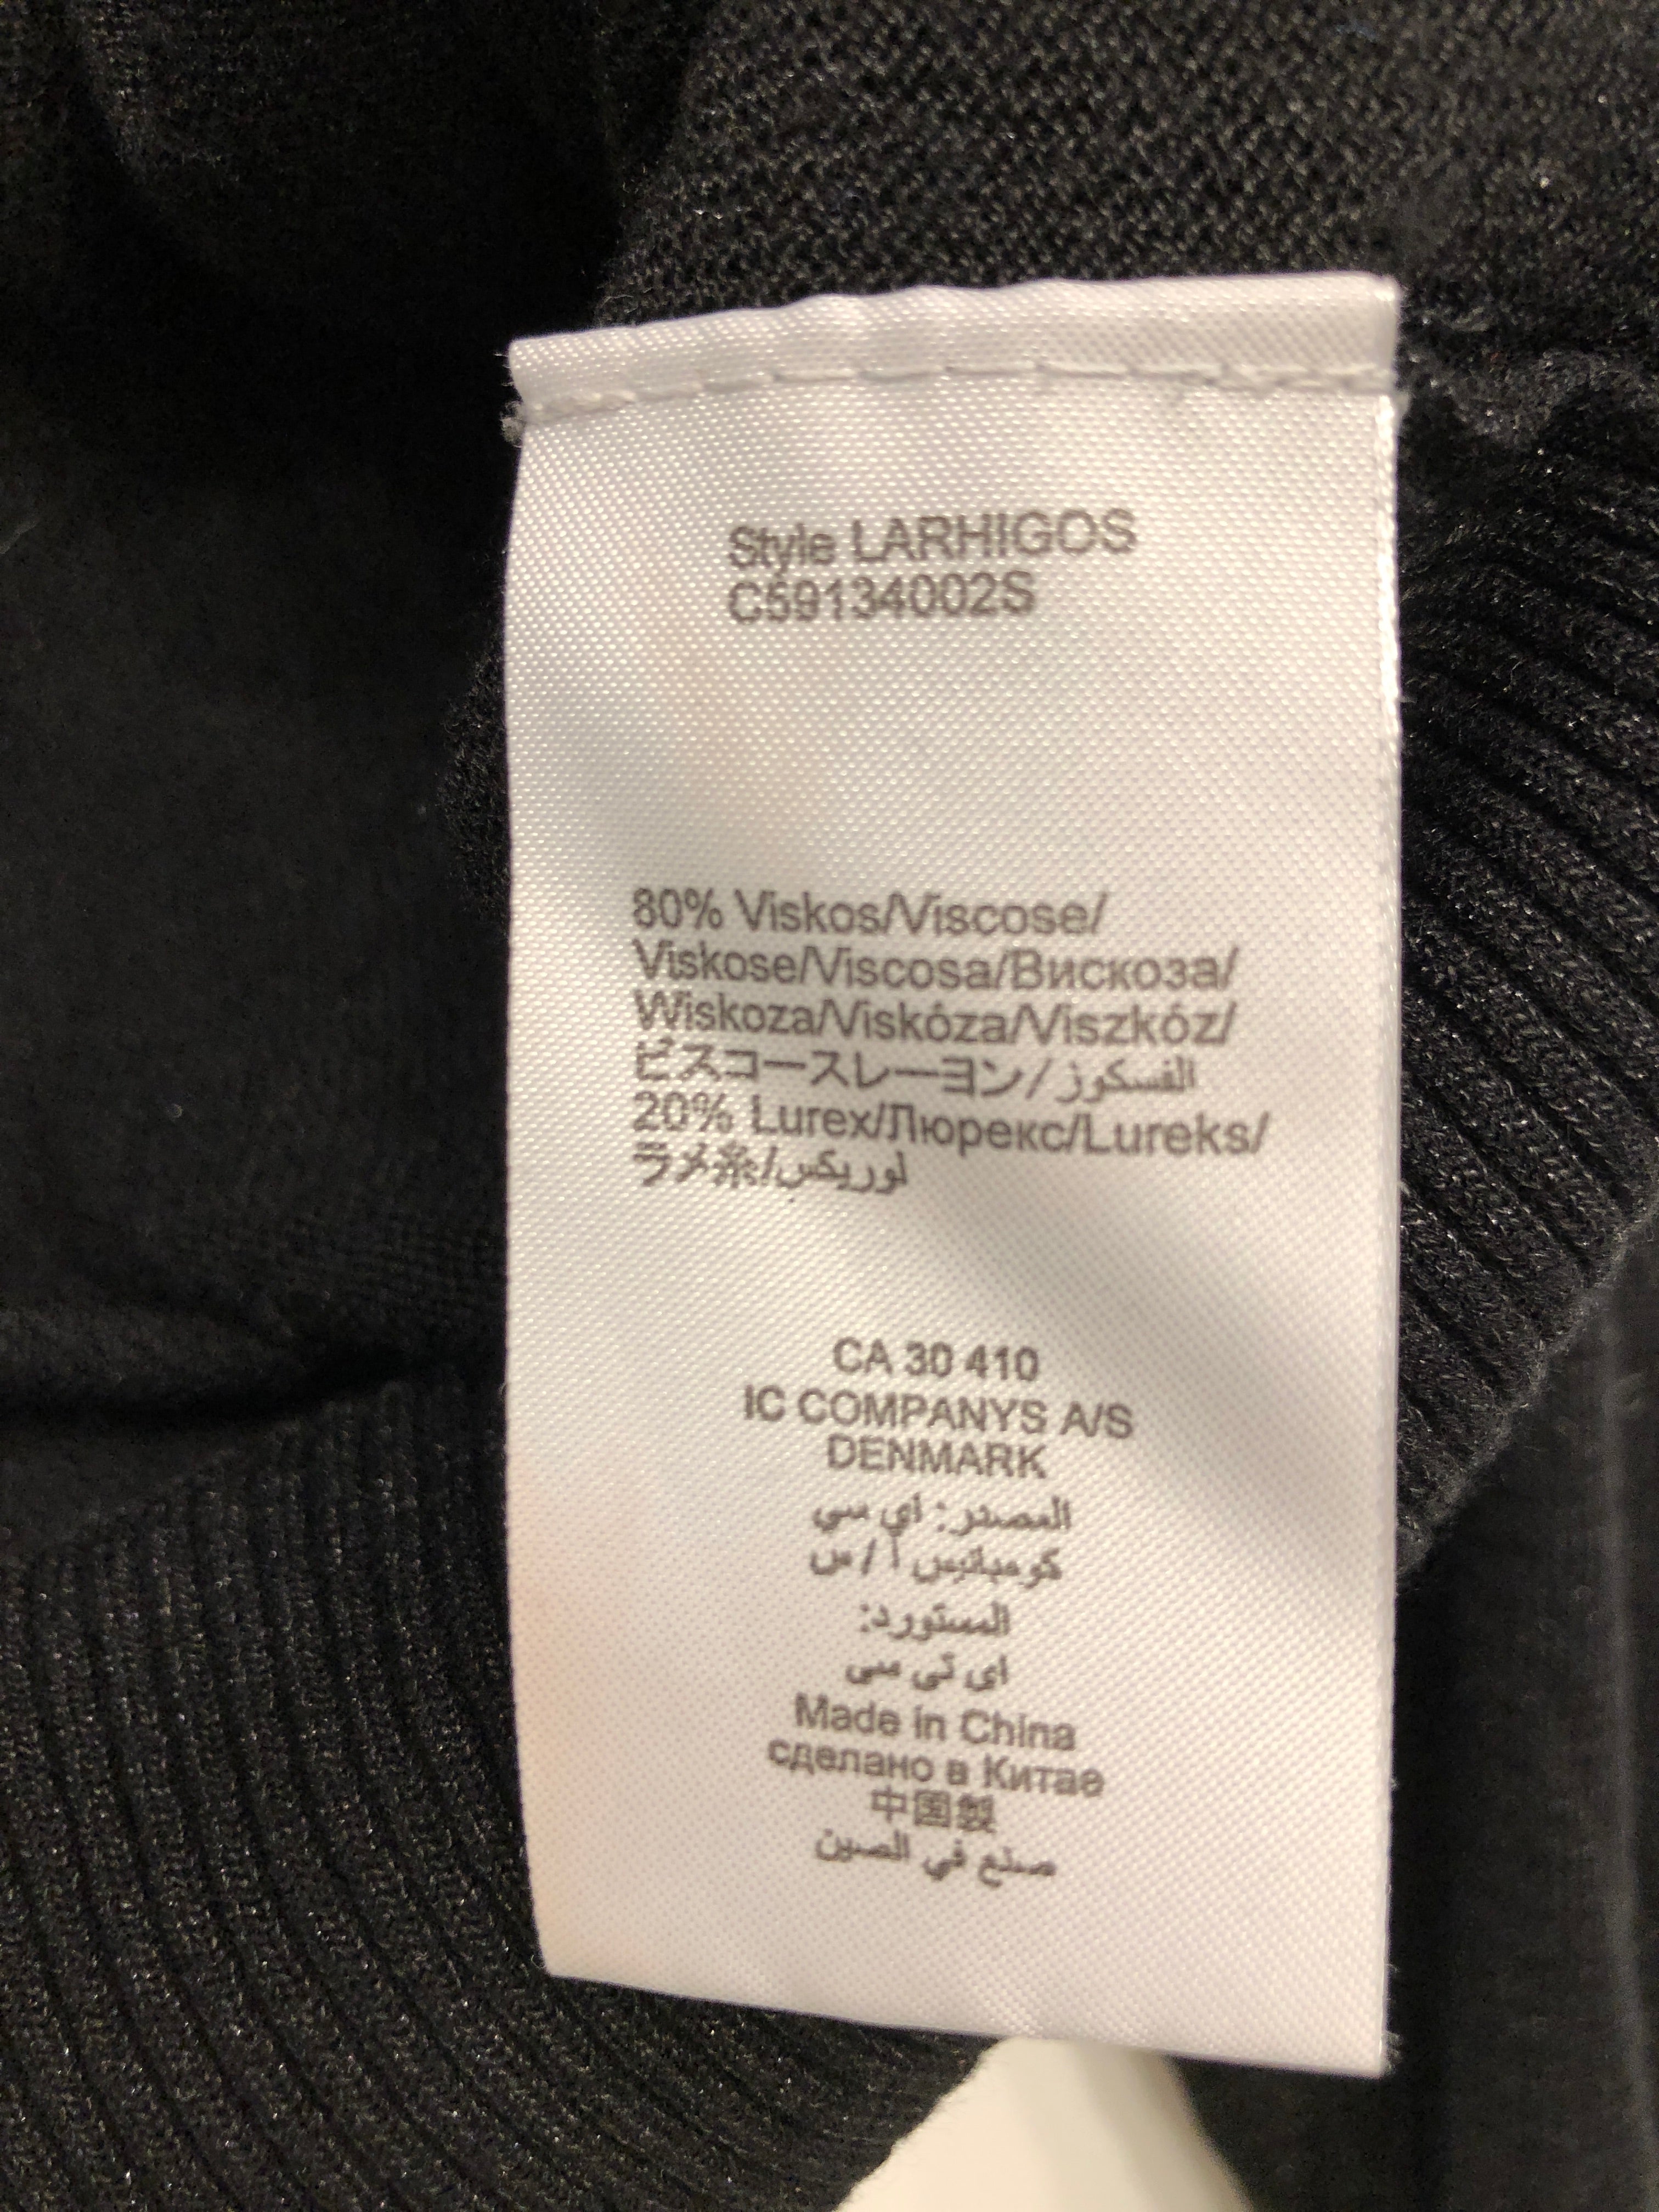 Style LARHIGOS
C59134002S
80% Viskos/Viscose/
Viskose/Viscosa/Вискоза/
Wiskoza/Viskóza/Viszkóz/
ビスコースレーヨン/الفسكوز
20% Lurex/Люрекс/Lureks/
ラメ糸/لوريكس
CA 30 410
IC COMPANYS A/S
DENMARK
المصدر: اي سي
كومبانيس أ / س
المستورد:
اى تى سى
Made in China
сделано в Китае
中国製
صنع في الصين